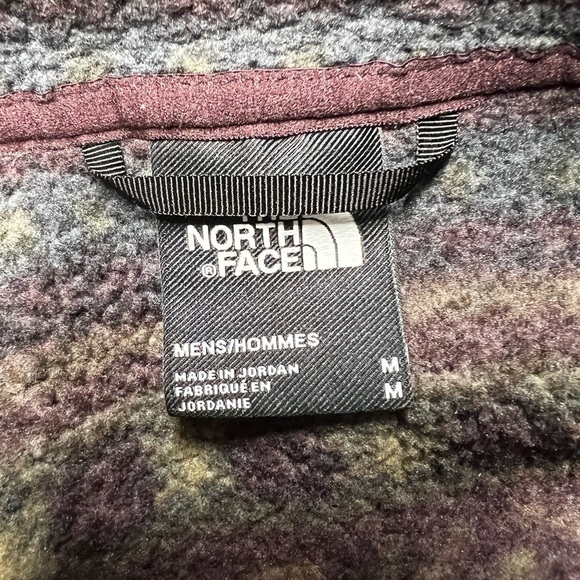 NORTH
® FACE
MENS/HOMMES
MADE IN JORDAN M
FABRIQUÉ EN
JORDANIE M